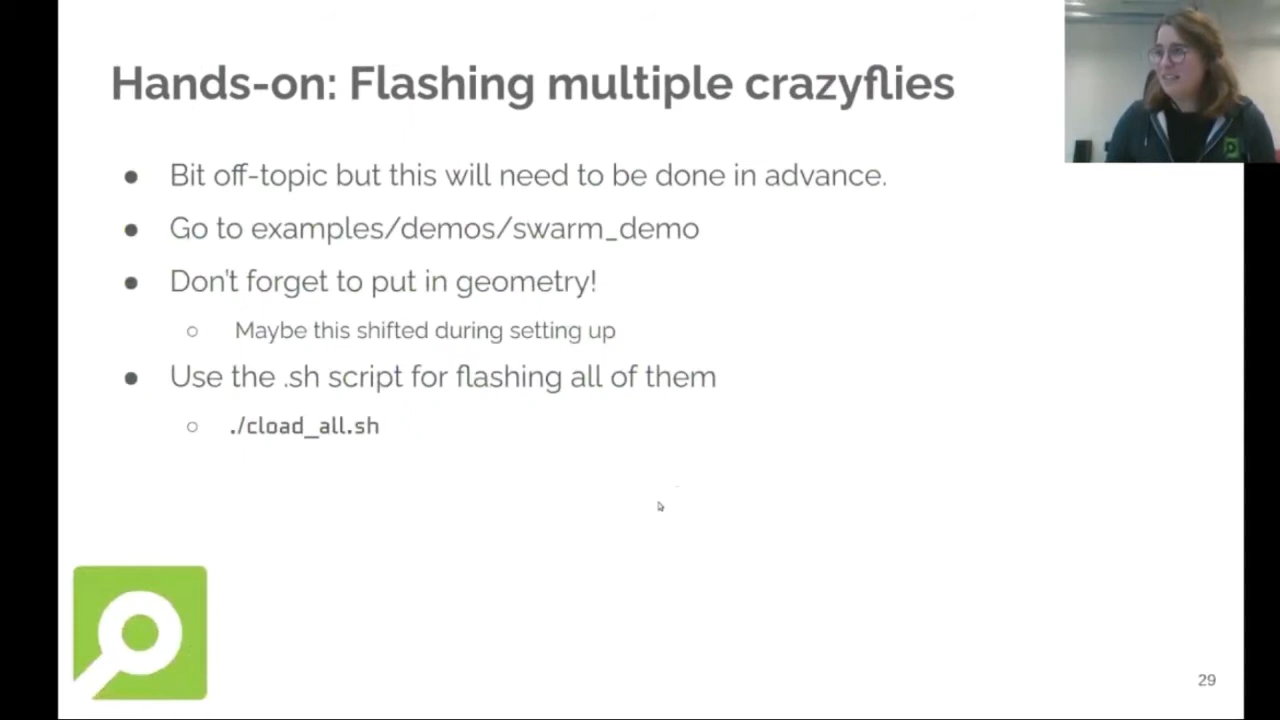 Hands-on: Flashing multiple crazyflies
● Bit off-topic but this will need to be done in advance.
● Go to examples/demos/swarm_demo
● Don't forget to put in geometry!
○ Maybe this shifted during setting up
● Use the .sh script for flashing all of them
○ ./cload_all.sh
29